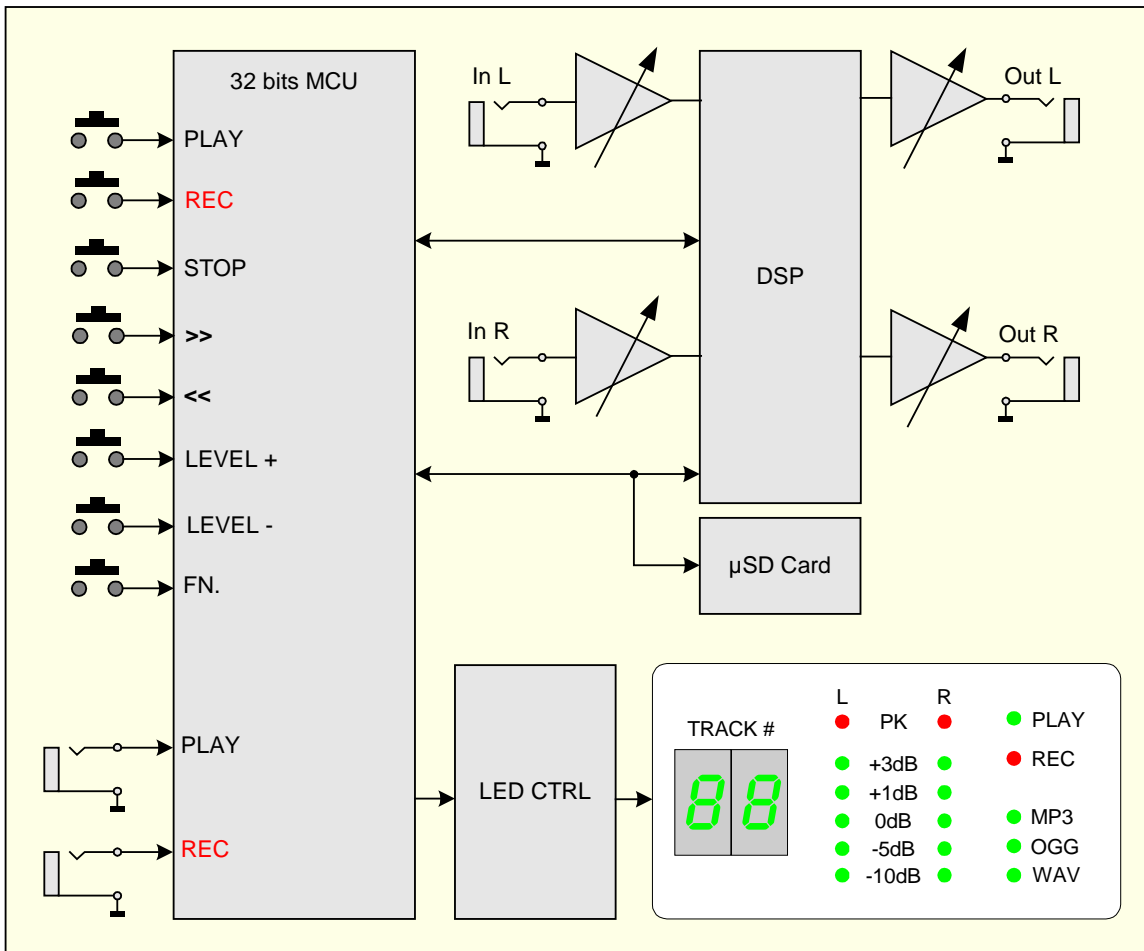 32 bits MCU
PLAY
REC
STOP
>>
<<
LEVEL +
LEVEL -
FN.
PLAY
REC
In L
Out L
DSP
In R
Out R
µSD Card
LED CTRL
TRACK #
88
L R
PK
+3dB
+1dB
0dB
-5dB
-10dB
PLAY
REC
MP3
OGG
WAV